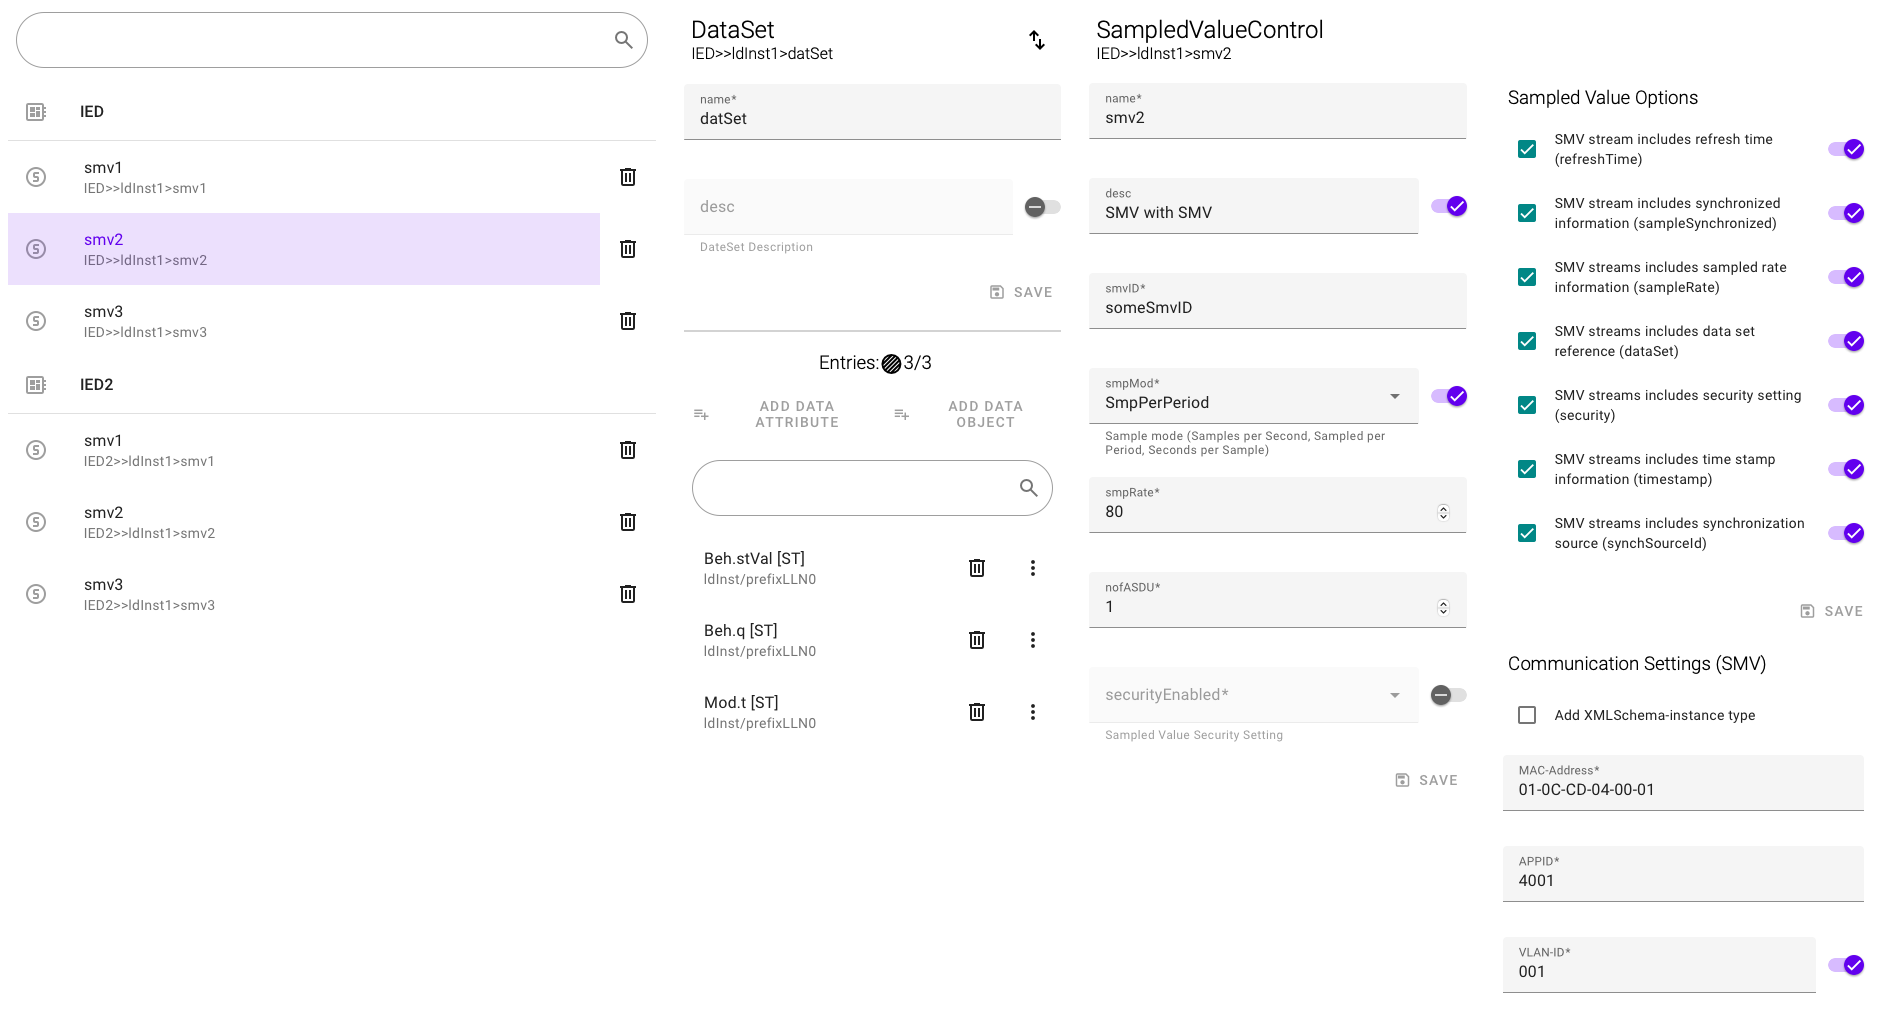 IED
smv1
IED>>ldInst1>smv1
smv2
IED>>ldInst1>smv2
smv3
IED>>ldInst1>smv3
IED2
smv1
IED2>>ldInst1>smv1
smv2
IED2>>ldInst1>smv2
smv3
IED2>>ldInst1>smv3
DataSet
IED>>ldInst1>datSet
name*
datSet
desc
DateSet Description
SAVE
Entries: 3/3
ADD DATA
ATTRIBUTE
ADD DATA
OBJECT
Beh.stVal [ST]
ldInst/prefixLLN0
Beh.q [ST]
ldInst/prefixLLN0
Mod.t [ST]
ldInst/prefixLLN0
SampledValueControl
IED>>ldInst1>smv2
name*
smv2
desc
SMV with SMV
smvID*
someSmvID
smpMod*
SmpPerPeriod
Sample mode (Samples per Second, Sampled per
Period, Seconds per Sample)
smpRate*
80
nofASDU*
1
securityEnabled*
Sampled Value Security Setting
SAVE
Sampled Value Options
SMV stream includes refresh time
(refreshTime)
SMV stream includes synchronized
information (sampleSynchronized)
SMV streams includes sampled rate
information (sampleRate)
SMV streams includes data set
reference (dataSet)
SMV streams includes security setting
(security)
SMV streams includes time stamp
information (timestamp)
SMV streams includes synchronization
source (synchSourceId)
SAVE
Communication Settings (SMV)
Add XMLSchema-instance type
MAC-Address*
01-0C-CD-04-00-01
APPID*
4001
VLAN-ID*
001